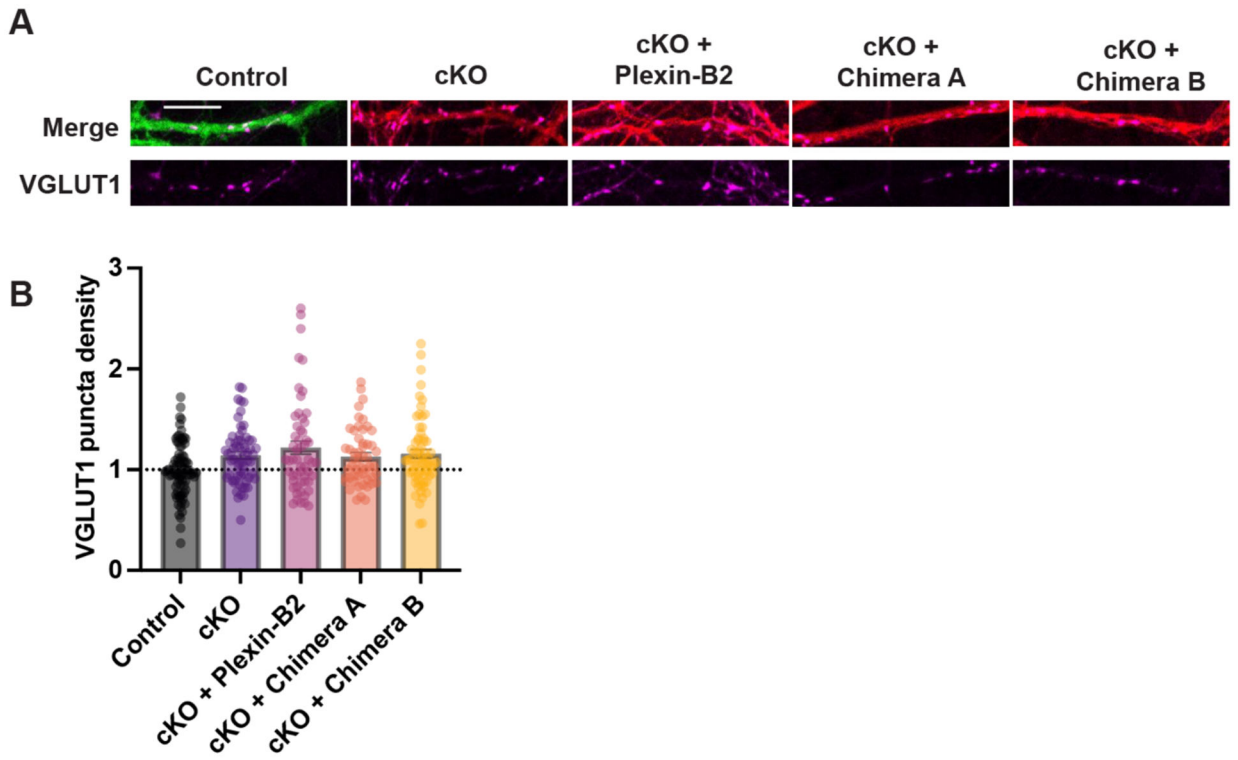 A
Control
cKO
cKO +
Plexin-B2
cKO +
Chimera A
cKO +
Chimera B
Merge
VGLUT1
B
VGLUT1 puncta density
3
2
1
0
Control
cKO
cKO + Plexin-B2
cKO + Chimera A
cKO + Chimera B